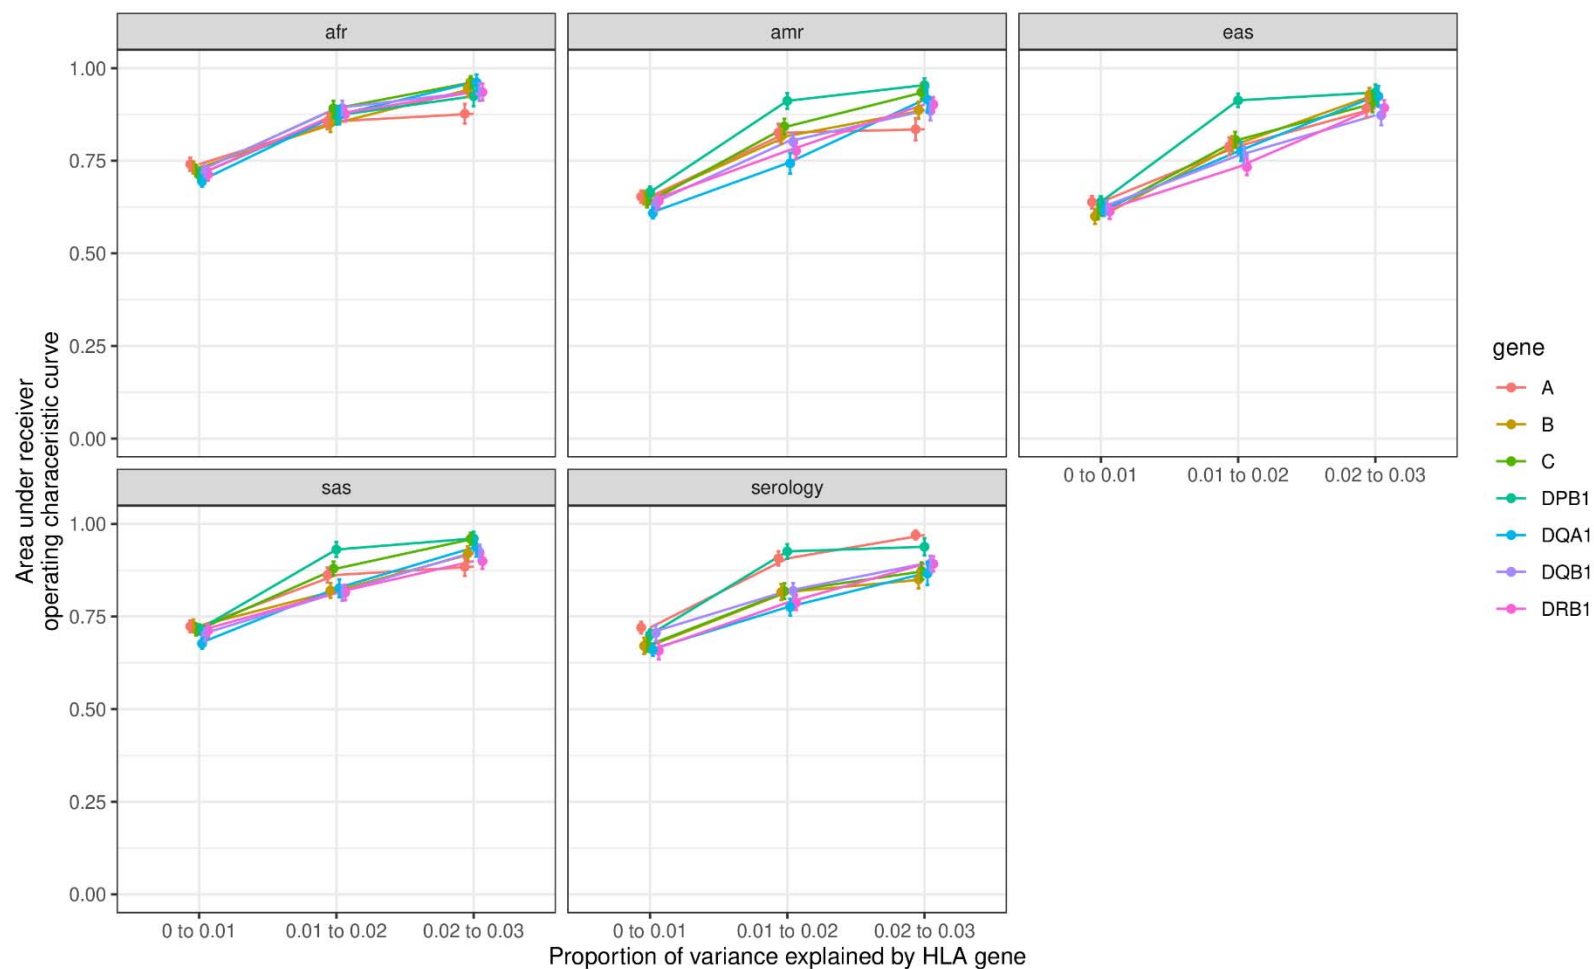 afr
amr
eas
1.00
0.75
0.50
0.25
0.00
0 to 0.01
0.01 to 0.02
0.02 to 0.03
sas
serology
1.00
0.75
0.50
0.25
0.00
0 to 0.01
0.01 to 0.02
0.02 to 0.03
0 to 0.01
0.01 to 0.02
0.02 to 0.03
Area under receiver
operating characeristic curve
Proportion of variance explained by HLA gene
gene
A
B
C
DPB1
DQA1
DQB1
DRB1